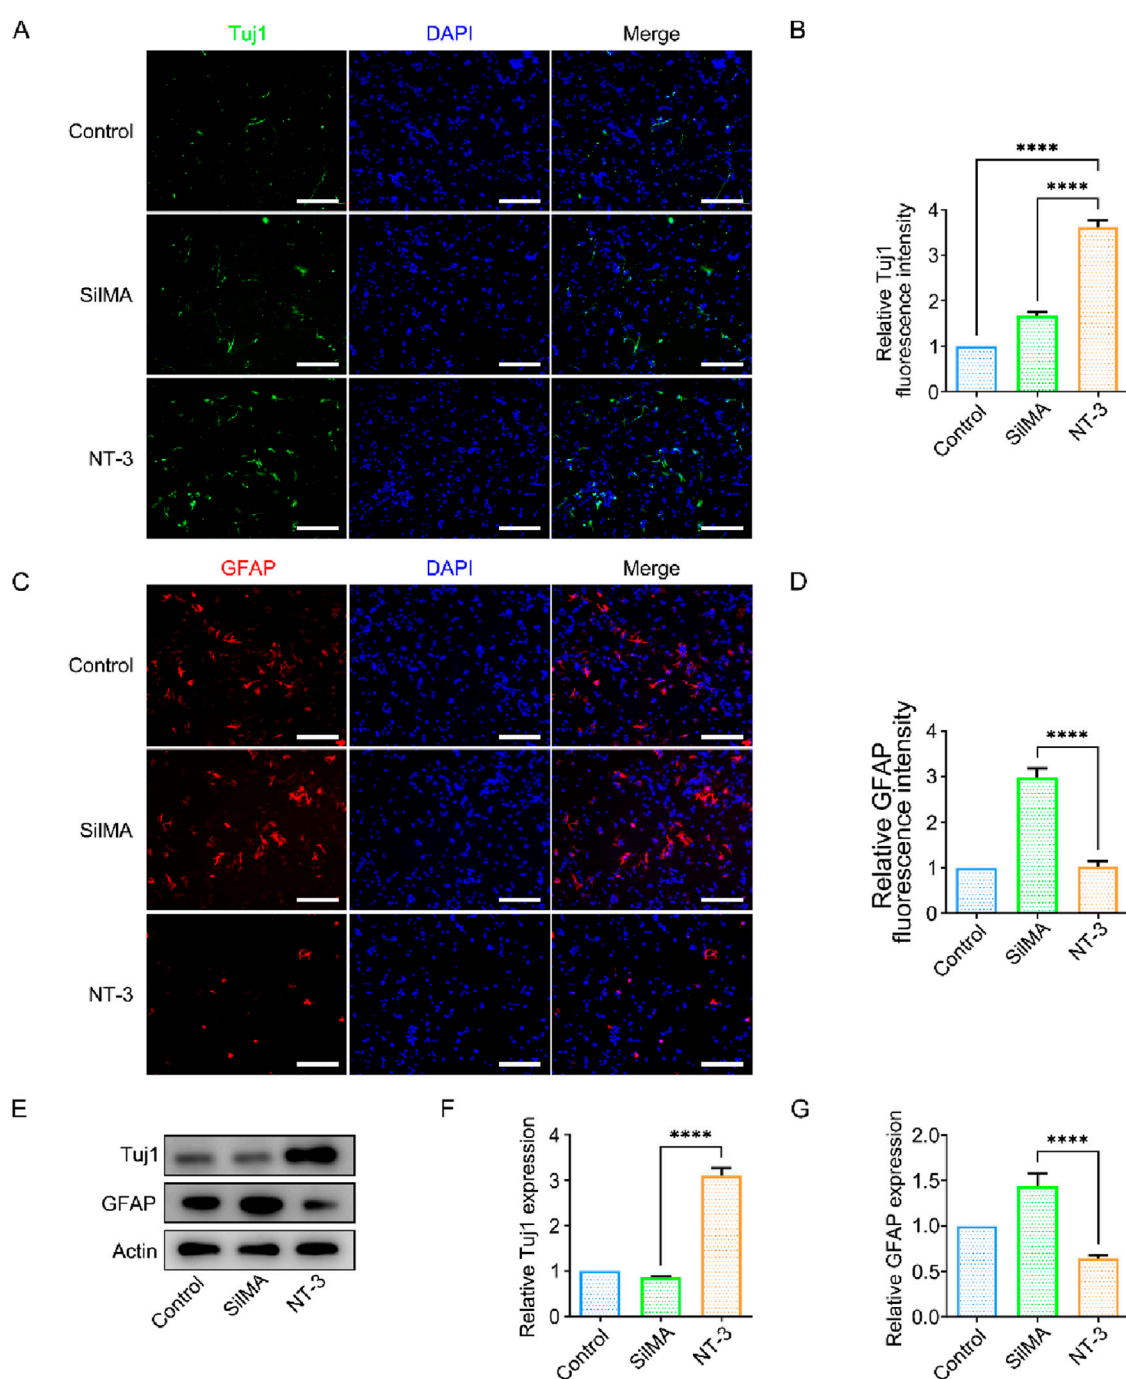 A
Tuj1 DAPI Merge
Control
SilMA
NT-3
B
Relative Tuj1
fluorescence intensity
4
3
2
1
0
****
****
Control SilMA NT-3
C
GFAP DAPI Merge
Control
SilMA
NT-3
D
Relative GFAP
fluorescence intensity
4
3
2
1
0
****
Control SilMA NT-3
E
Tuj1
GFAP
Actin
Control SilMA NT-3
F
Relative Tuj1 expression
4
3
2
1
0
****
Control SilMA NT-3
G
Relative GFAP expression
2.0
1.5
1.0
0.5
0.0
****
Control SilMA NT-3